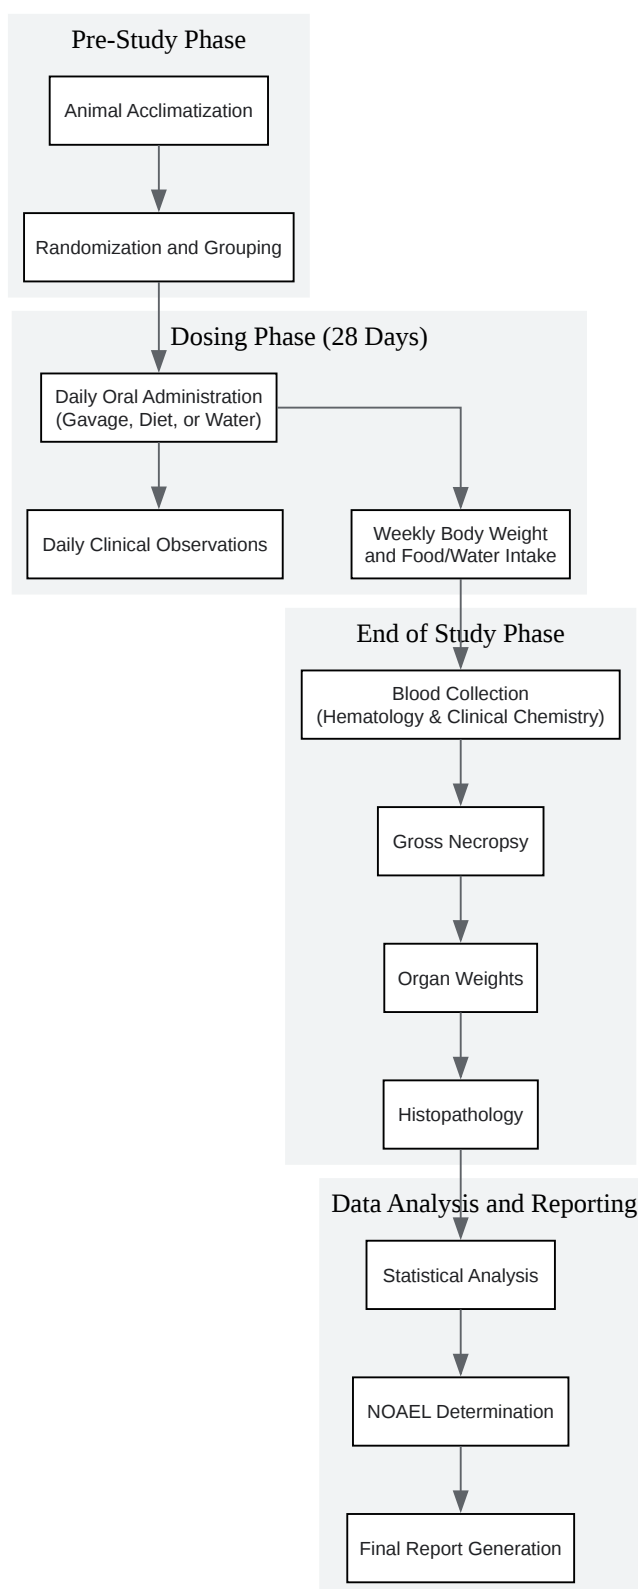 Pre-Study Phase
Animal Acclimatization
Randomization and Grouping
Dosing Phase (28 Days)
Daily Oral Administration
(Gavage, Diet, or Water)
Daily Clinical Observations
Weekly Body Weight
and Food/Water Intake
End of Study Phase
Blood Collection
(Hematology & Clinical Chemistry)
Gross Necropsy
Organ Weights
Histopathology
Data Analysis and Reporting
Statistical Analysis
NOAEL Determination
Final Report Generation